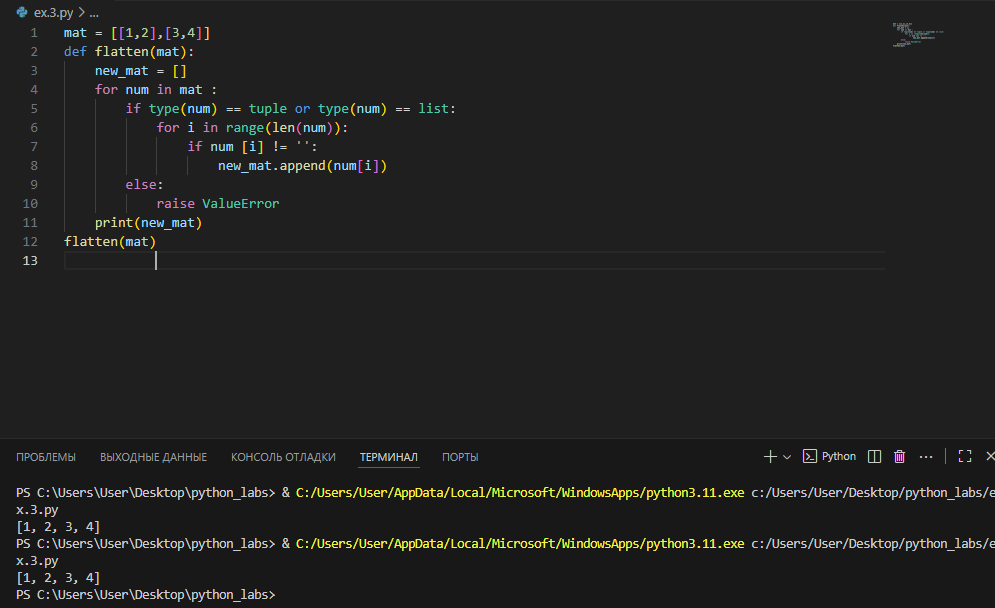 ex.3.py > ...
1 mat = [[1,2],[3,4]]
2 def flatten(mat):
3     new_mat = []
4     for num in mat :
5         if type(num) == tuple or type(num) == list:
6             for i in range(len(num)):
7                 if num [i] != '':
8                     new_mat.append(num[i])
9         else:
10             raise ValueError
11     print(new_mat)
12 flatten(mat)
13
ПРОБЛЕМЫ ВЫХОДНЫЕ ДАННЫЕ КОНСОЛЬ ОТЛАДКИ ТЕРМИНАЛ ПОРТЫ Python
PS C:\Users\User\Desktop\python_labs> & C:/Users/User/AppData/Local/Microsoft/WindowsApps/python3.11.exe c:/Users/User/Desktop/python_labs/e
x.3.py
[1, 2, 3, 4]
PS C:\Users\User\Desktop\python_labs> & C:/Users/User/AppData/Local/Microsoft/WindowsApps/python3.11.exe c:/Users/User/Desktop/python_labs/e
x.3.py
[1, 2, 3, 4]
PS C:\Users\User\Desktop\python_labs>